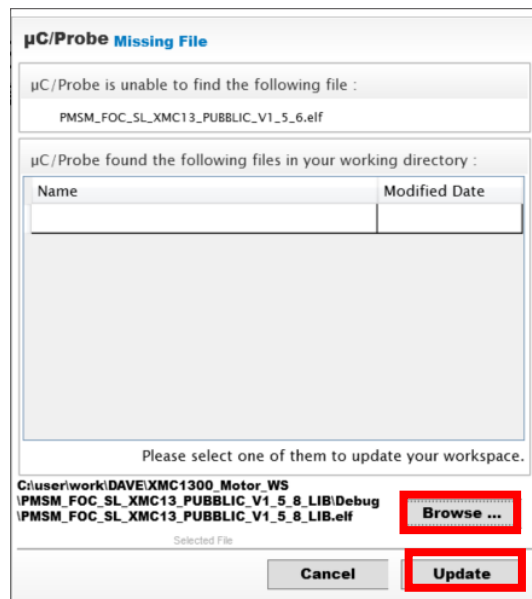 µC/Probe Missing File
µC/Probe is unable to find the following file :
PMSM_FOC_SL_XMC13_PUBBLIC_V1_5_6.elf
µC/Probe found the following files in your working directory :
Name Modified Date
Please select one of them to update your workspace.
C:\user\work\DAVE\XMC1300_Motor_WS
\PMSM_FOC_SL_XMC13_PUBBLIC_V1_5_8_LIB\Debug
\PMSM_FOC_SL_XMC13_PUBBLIC_V1_5_8_LIB.elf
Browse ...
Selected File
Cancel Update